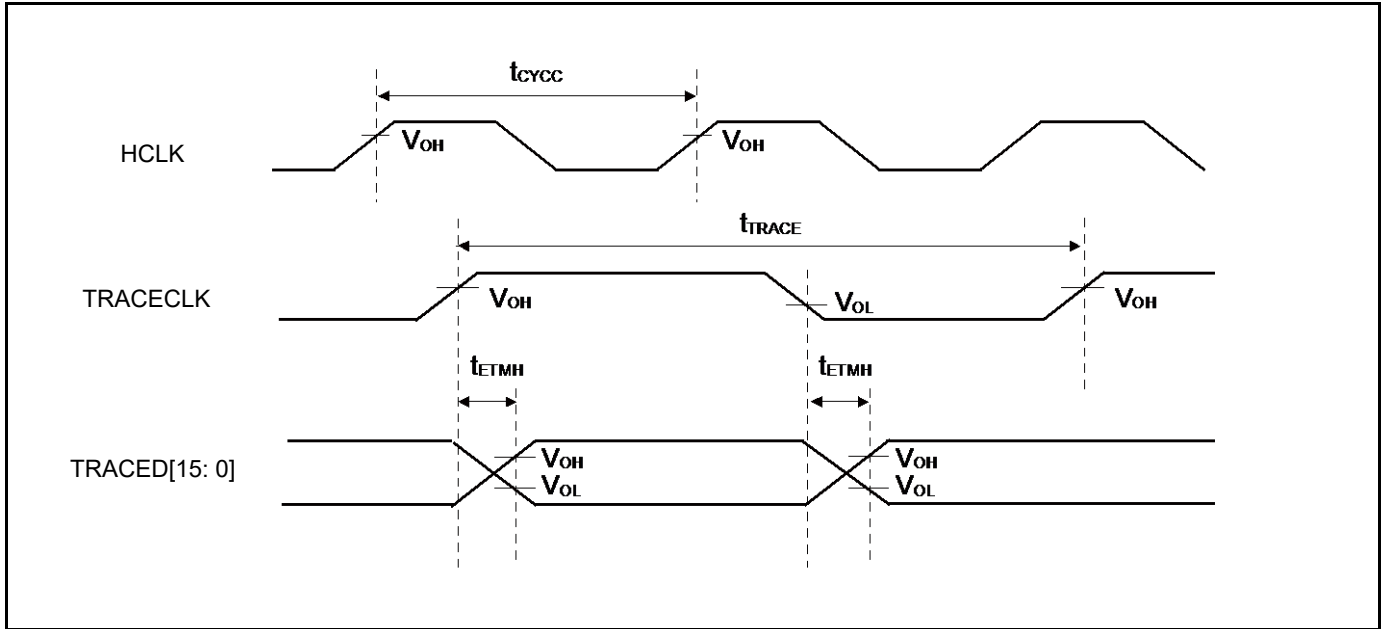 tCYCC
HCLK
VOH
VOH
tTRACE
TRACECLK
VOH
VOL
VOH
tETMH
tETMH
TRACED[15: 0]
VOH
VOH
VOL
VOL